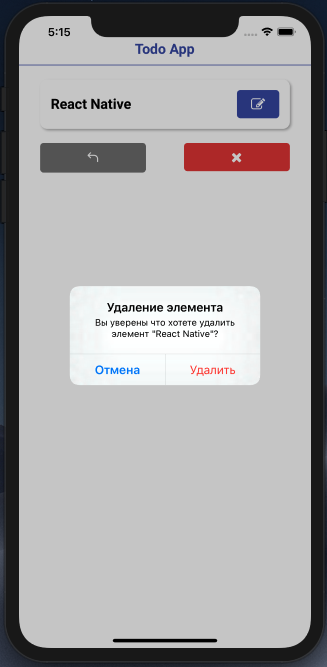 5:15
Todo App
React Native
Удаление элемента
Вы уверены что хотете удалить
элемент "React Native"?
Отмена
Удалить